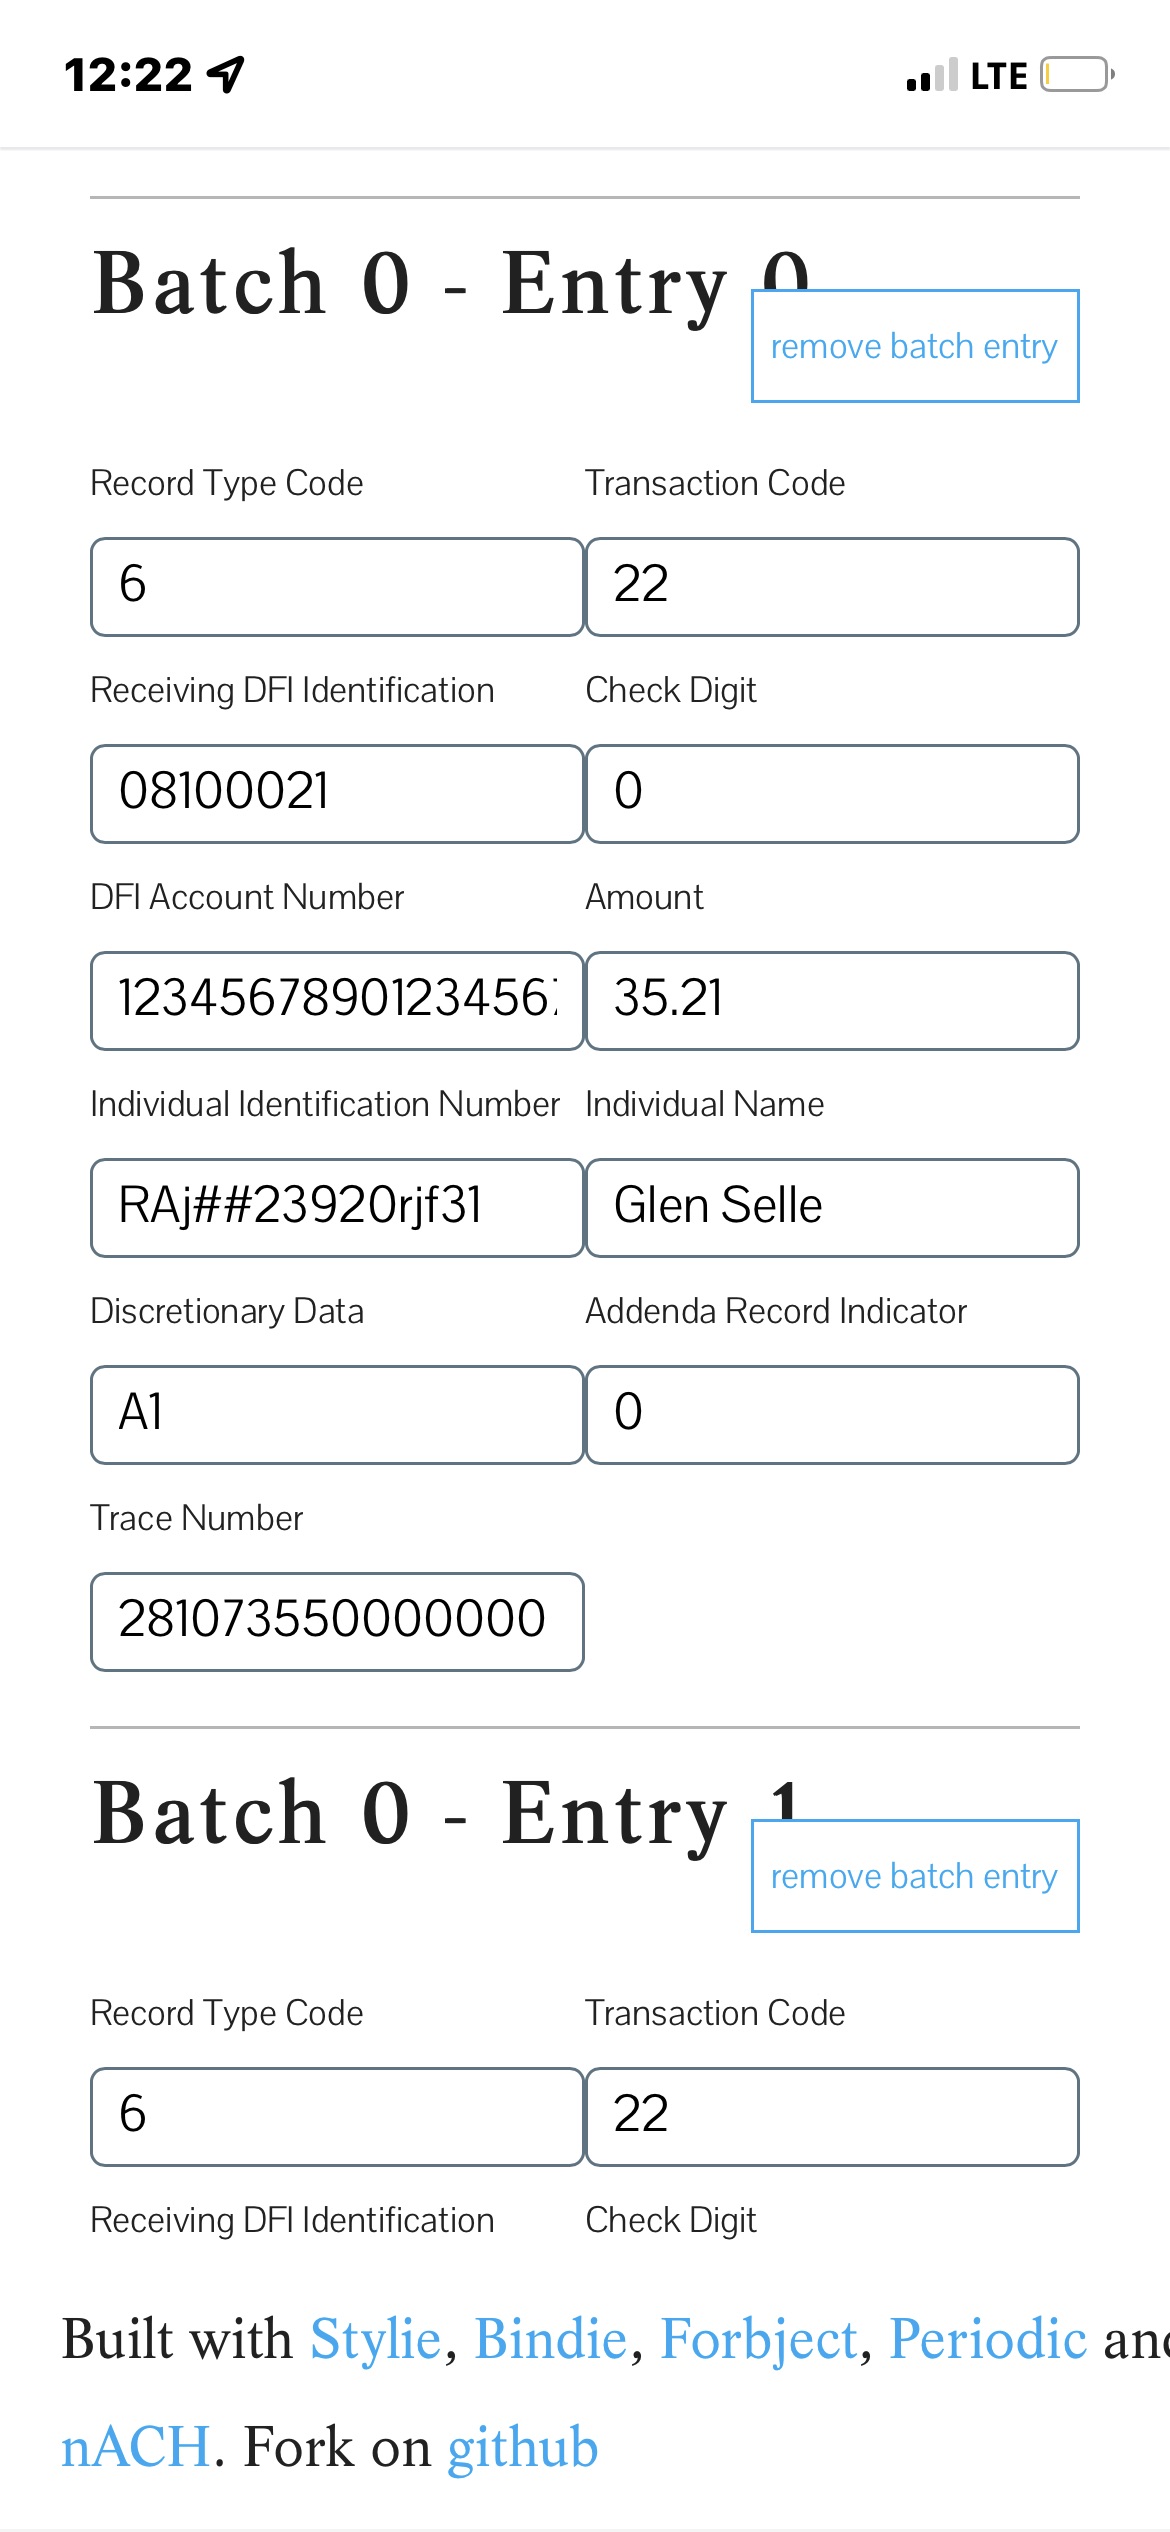 12:22 LTE
Batch 0 - Entry 0
remove batch entry
Record Type Code Transaction Code
6 22
Receiving DFI Identification Check Digit
08100021 0
DFI Account Number Amount
1234567890123456 35.21
Individual Identification Number Individual Name
RAj##23920rjf31 Glen Selle
Discretionary Data Addenda Record Indicator
A1 0
Trace Number
281073550000000
Batch 0 - Entry 1
remove batch entry
Record Type Code Transaction Code
6 22
Receiving DFI Identification Check Digit
Built with Stylie, Bindie, Forbject, Periodic and
nACH. Fork on github